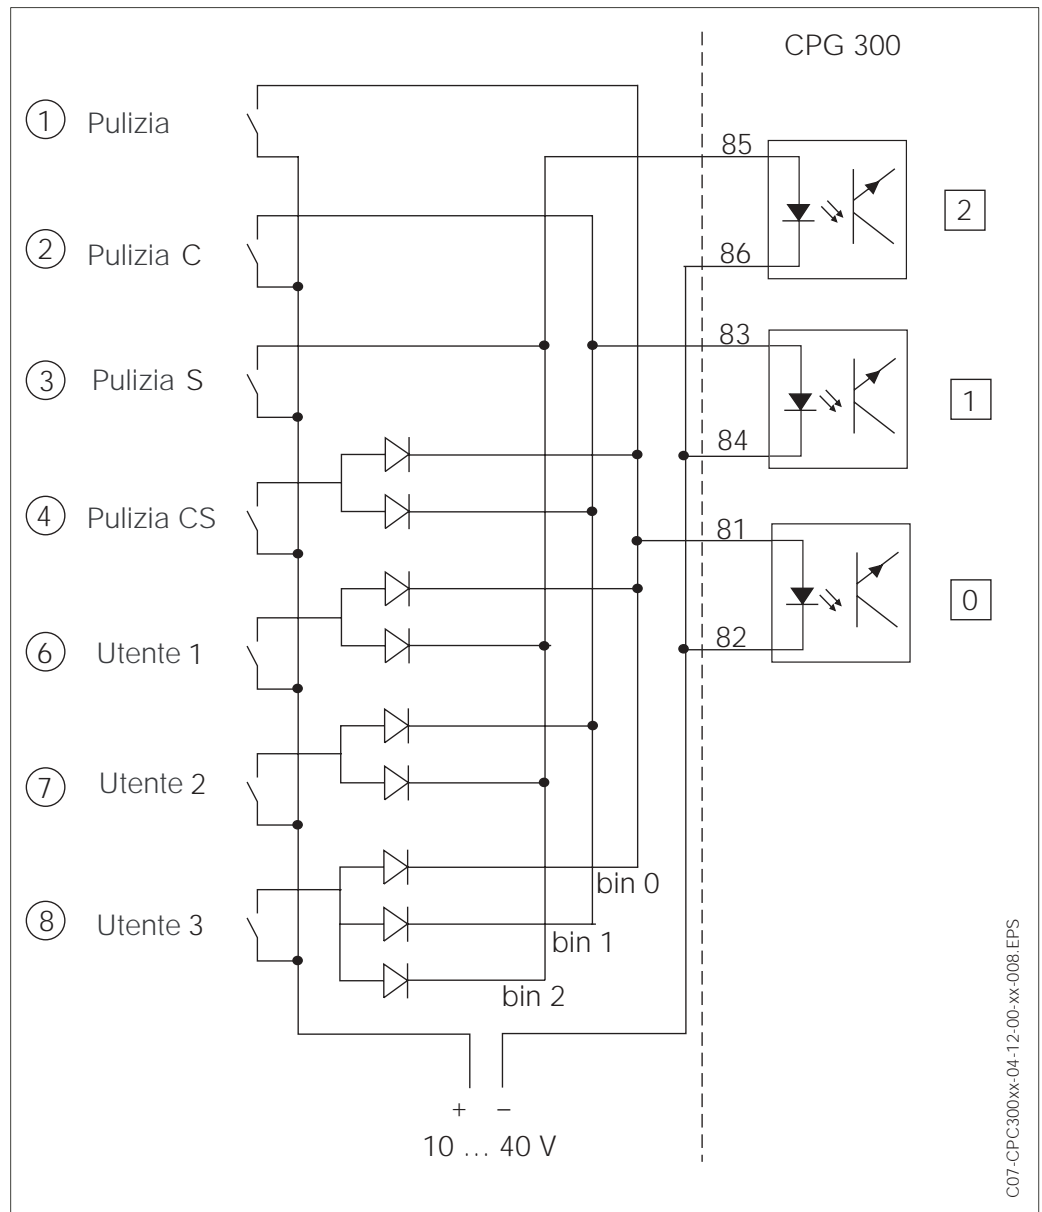 CPG 300
1 Pulizia
85
2
86
2 Pulizia C
83
3 Pulizia S
1
84
4 Pulizia CS
81
0
82
6 Utente 1
7 Utente 2
bin 0
8 Utente 3
bin 1
bin 2
+ –
10 ... 40 V
C07-CPC300xx-04-12-00-xx-008.EPS